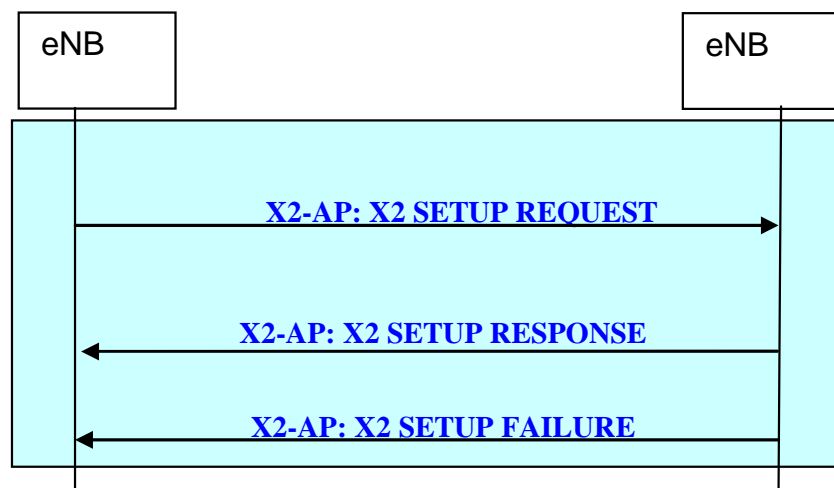 eNB
eNB
X2-AP: X2 SETUP REQUEST
X2-AP: X2 SETUP RESPONSE
X2-AP: X2 SETUP FAILURE